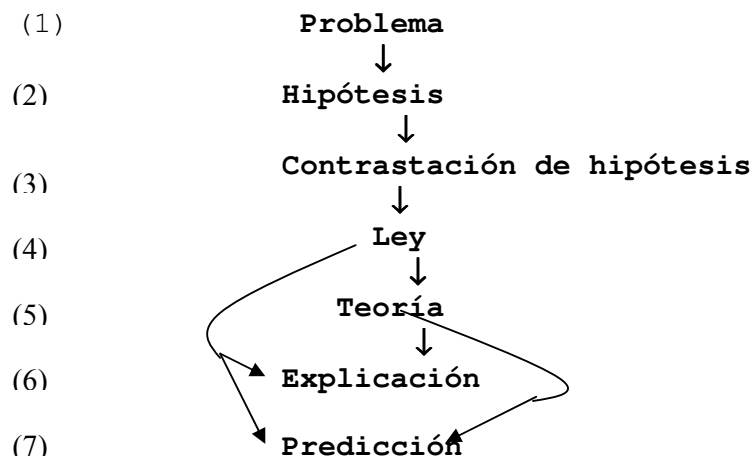 (1) Problema
(2) Hipótesis
(3) Contrastación de hipótesis
(4) Ley
(5) Teoría
(6) Explicación
(7) Predicción